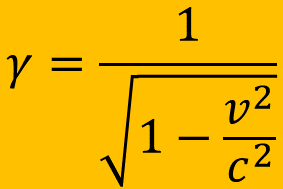 γ = 1 / √(1 − v² / c²)